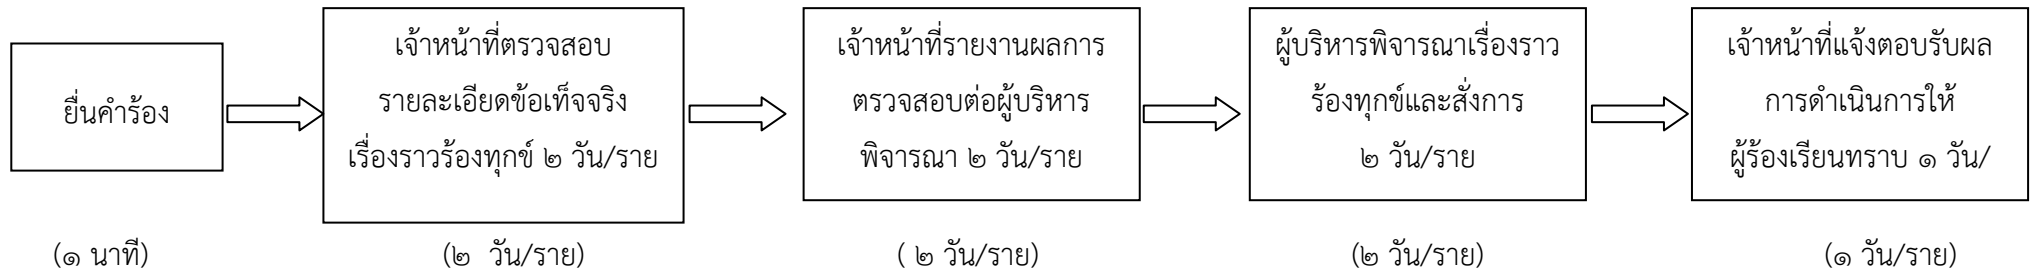 ยื่นคำร้อง
เจ้าหน้าที่ตรวจสอบ
รายละเอียดข้อเท็จจริง
เรื่องราวร้องทุกข์ ๒ วัน/ราย
เจ้าหน้าที่รายงานผลการ
ตรวจสอบต่อผู้บริหาร
พิจารณา ๒ วัน/ราย
ผู้บริหารพิจารณาเรื่องราว
ร้องทุกข์และสั่งการ
๒ วัน/ราย
เจ้าหน้าที่แจ้งตอบรับผล
การดำเนินการให้
ผู้ร้องเรียนทราบ ๑ วัน/
(๑ นาที)
(๒ วัน/ราย)
( ๒ วัน/ราย)
(๒ วัน/ราย)
(๑ วัน/ราย)